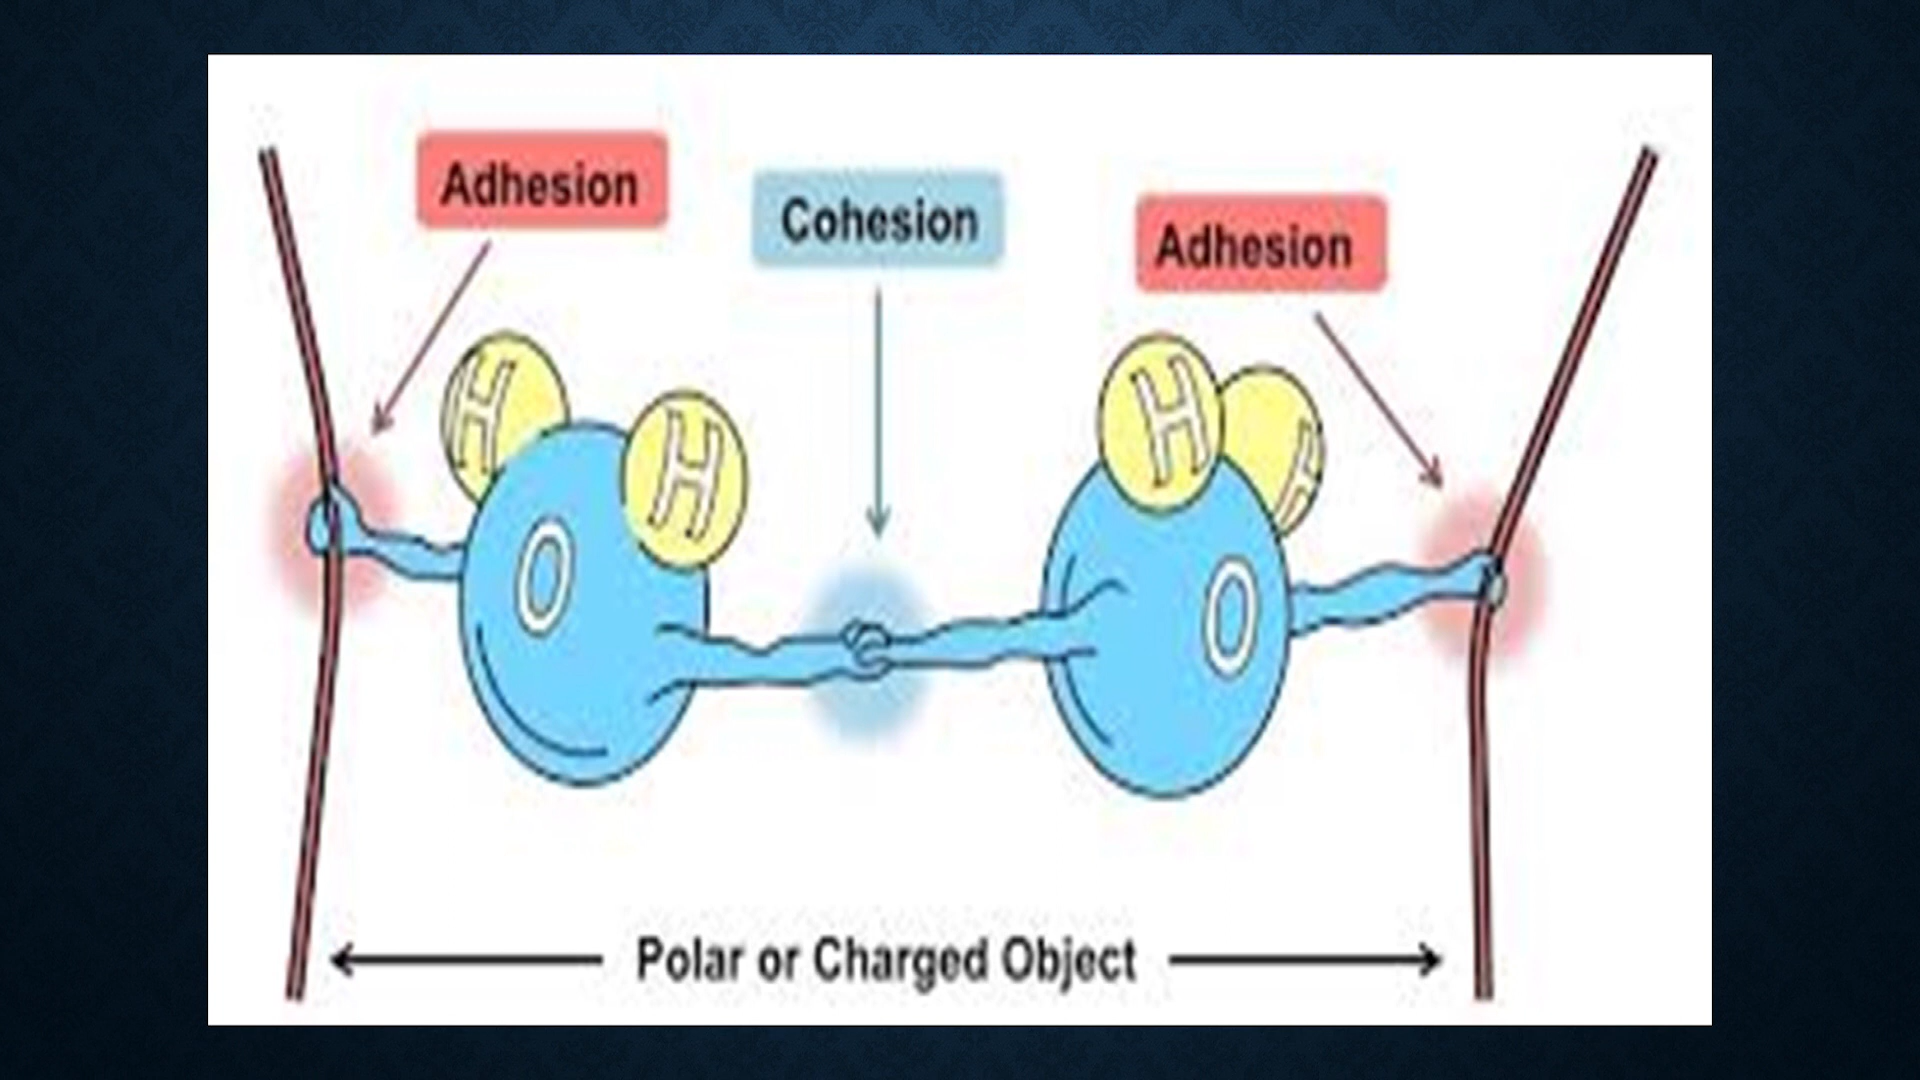 Adhesion
Cohesion
Adhesion
H
H
O
H
H
O
Polar or Charged Object